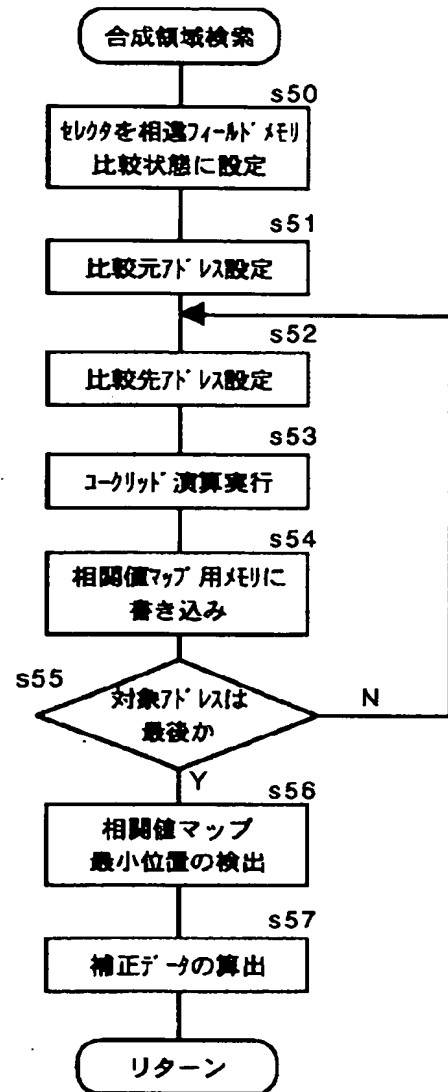 合成領域検索
s50
ｾﾚｸﾀを相違ﾌｨｰﾙﾄﾞﾒﾓﾘ
比較状態に設定
s51
比較元ｱﾄﾞﾚｽ設定
s52
比較先ｱﾄﾞﾚｽ設定
s53
ﾕｰｸﾘｯﾄﾞ演算実行
s54
相関値ﾏｯﾌﾟ用ﾒﾓﾘに
書き込み
s55
対象ｱﾄﾞﾚｽは
最後か
N
Y
s56
相関値マップ
最小位置の検出
s57
補正ﾃﾞｰﾀの算出
リターン